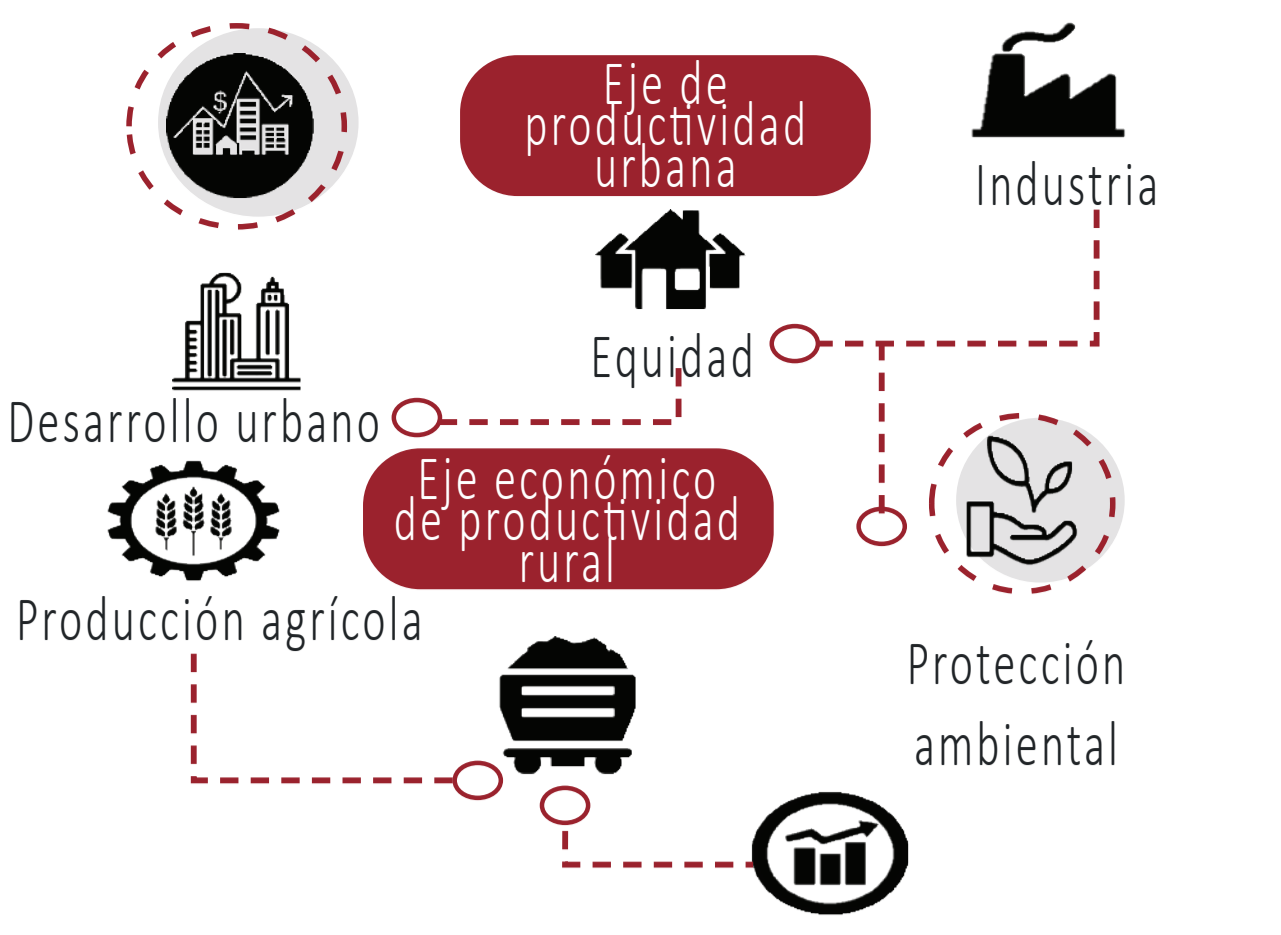 $
Eje de
productividad
urbana
Industria
Equidad
Desarrollo urbano
Eje económico
de productividad
rural
Producción agrícola
Protección
ambiental